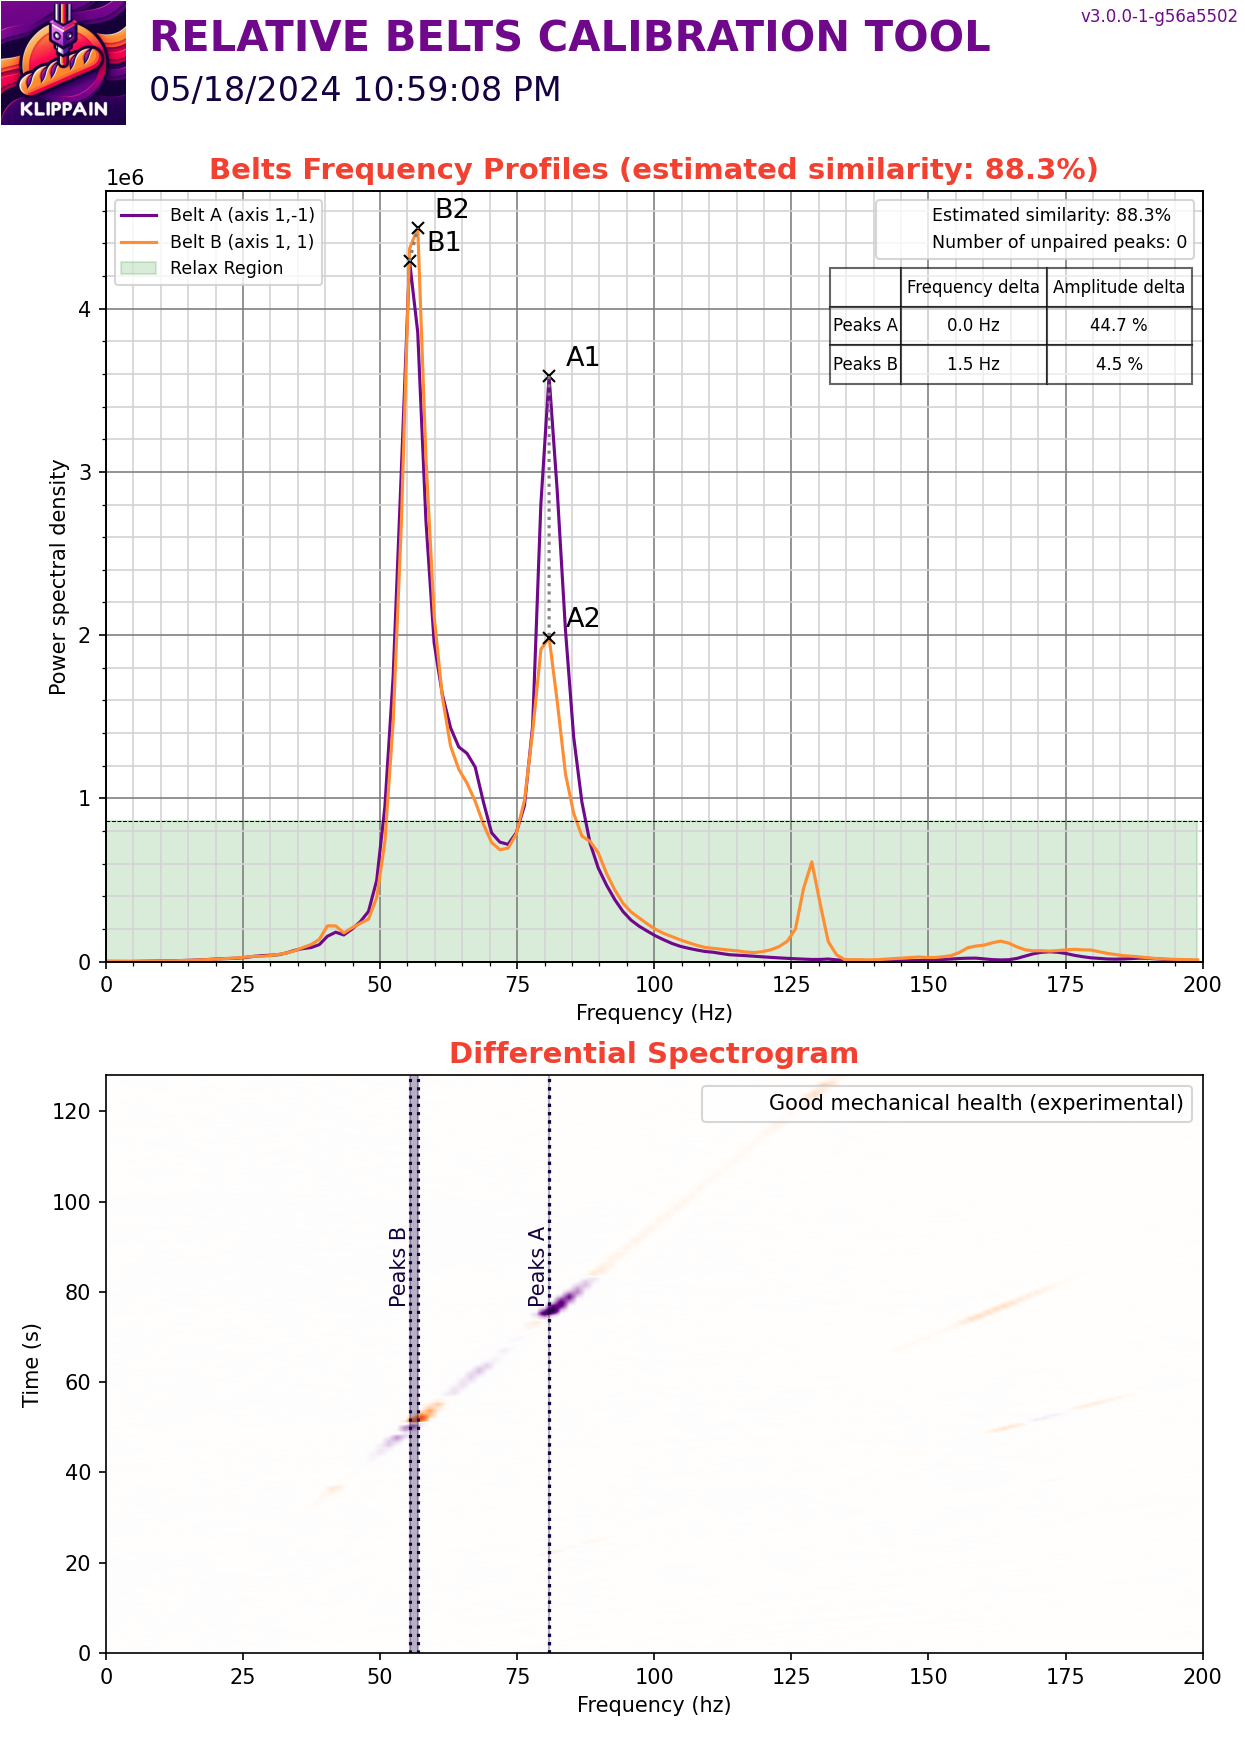 v3.0.0-1-g56a5502
RELATIVE BELTS CALIBRATION TOOL
05/18/2024 10:59:08 PM
KLIPPAIN
Belts Frequency Profiles (estimated similarity: 88.3%)
1e6
Belt A (axis 1,-1)
Belt B (axis 1, 1)
Relax Region
B2
B1
A1
A2
Estimated similarity: 88.3%
Number of unpaired peaks: 0
Frequency delta Amplitude delta
Peaks A 0.0 Hz 44.7 %
Peaks B 1.5 Hz 4.5 %
Power spectral density
4
3
2
1
0
0 25 50 75 100 125 150 175 200
Frequency (Hz)
Differential Spectrogram
Good mechanical health (experimental)
Peaks B
Peaks A
Time (s)
120
100
80
60
40
20
0
0 25 50 75 100 125 150 175 200
Frequency (hz)